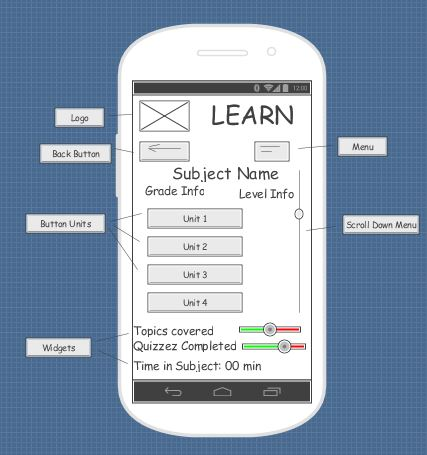 12:00
Logo
LEARN
Back Button
Menu
Subject Name
Grade Info
Level Info
Button Units
Unit 1
Scroll Down Menu
Unit 2
Unit 3
Unit 4
Topics covered
Widgets
Quizzez Completed
Time in Subject: 00 min